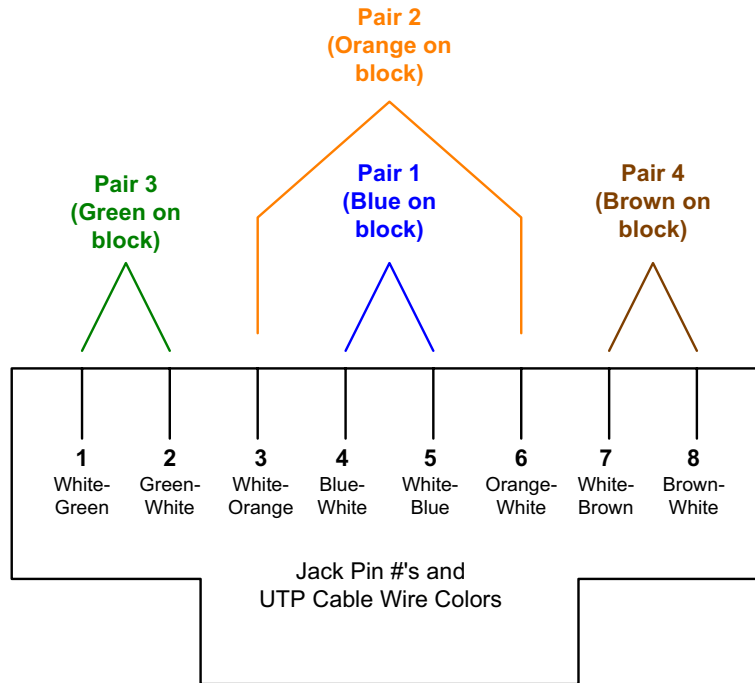 Pair 2
(Orange on
block)
Pair 3
(Green on
block)
Pair 1
(Blue on
block)
Pair 4
(Brown on
block)
1
White-
Green
2
Green-
White
3
White-
Orange
4
Blue-
White
5
White-
Blue
6
Orange-
White
7
White-
Brown
8
Brown-
White
Jack Pin #'s and
UTP Cable Wire Colors